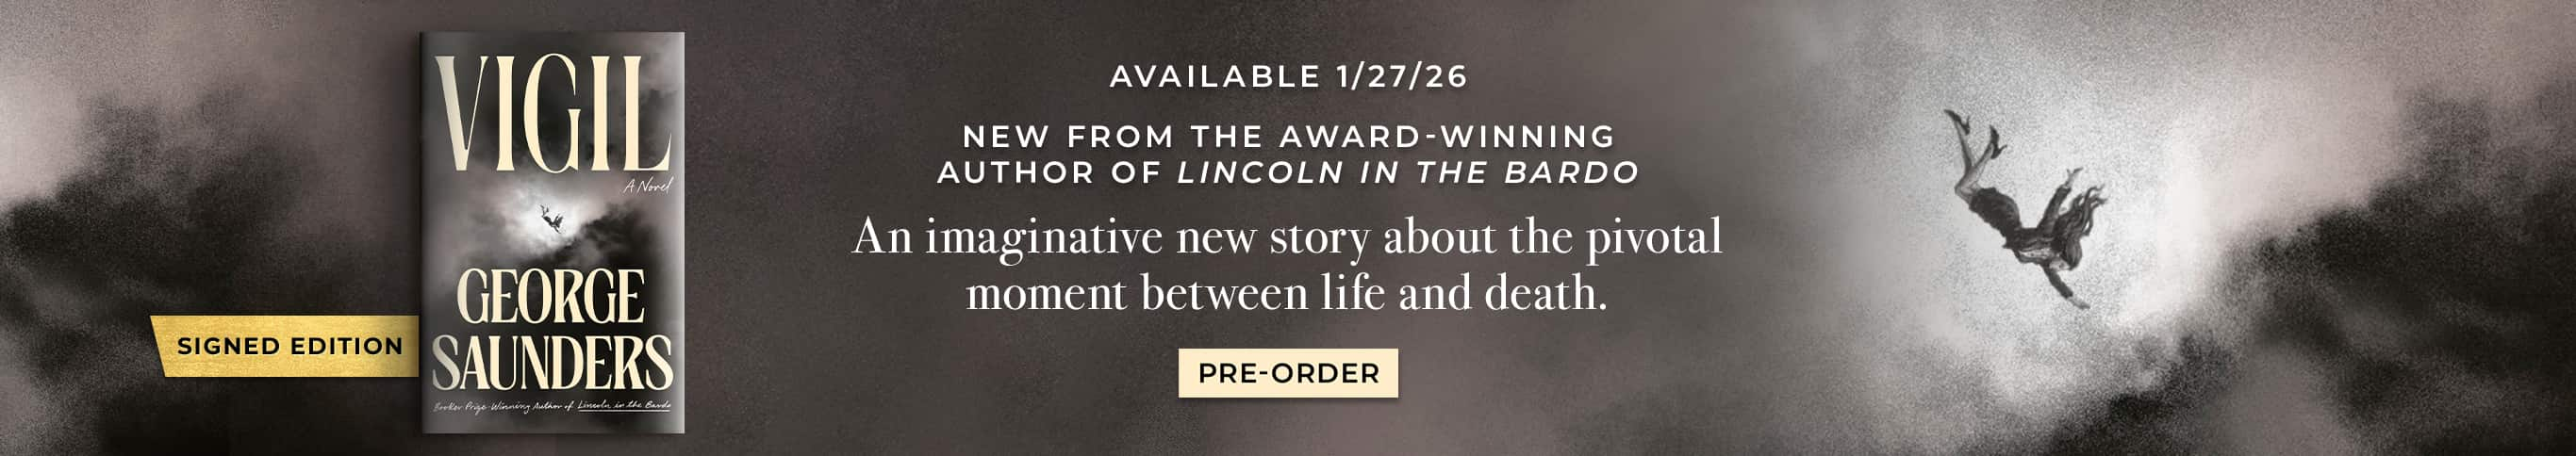 VIGIL
A Novel
GEORGE
SAUNDERS
Booker Prize-Winning Author of Lincoln in the Bardo
SIGNED EDITION
AVAILABLE 1/27/26
NEW FROM THE AWARD-WINNING
AUTHOR OF LINCOLN IN THE BARDO
An imaginative new story about the pivotal
moment between life and death.
PRE-ORDER